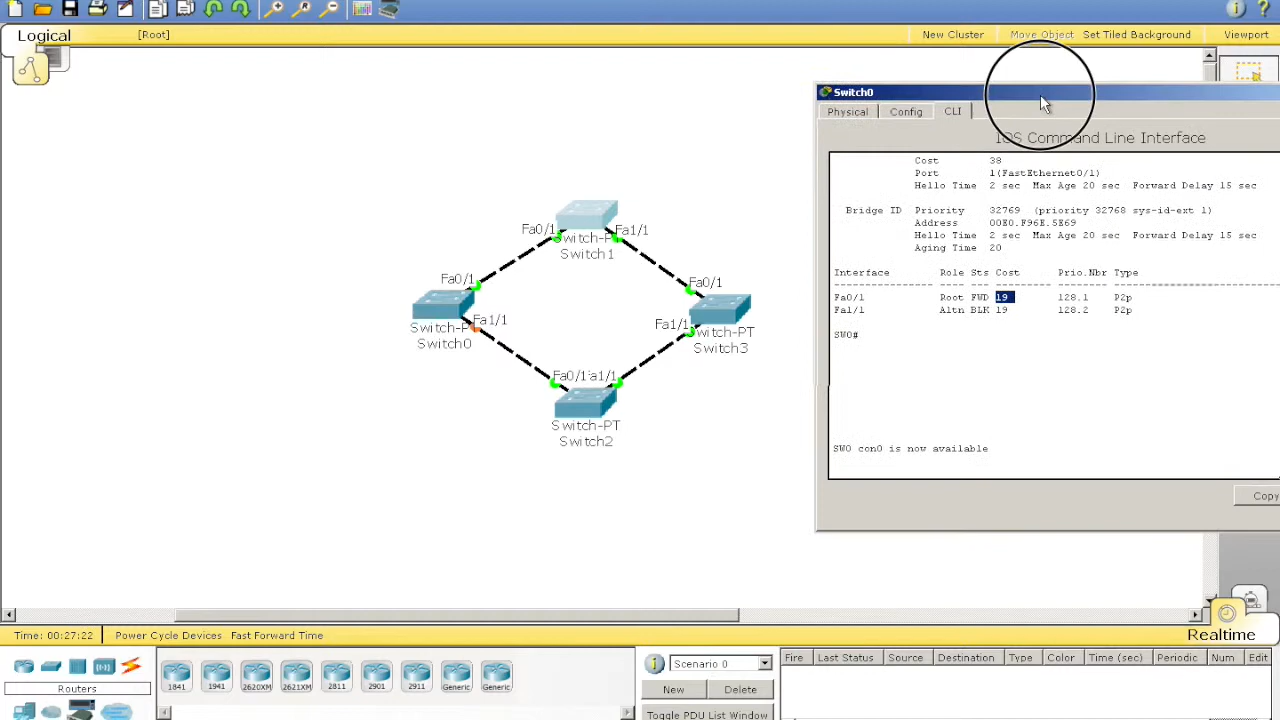 Logical
[Root]
New Cluster
Move Object
Set Tiled Background
Viewport
Switch0
Physical
Config
CLI
IOS Command Line Interface
Cost 38
Port 1(FastEthernet0/1)
Hello Time 2 sec Max Age 20 sec Forward Delay 15 sec
Bridge ID Priority 32769 (priority 32768 sys-id-ext 1)
Address 00E0.F96E.5E69
Hello Time 2 sec Max Age 20 sec Forward Delay 15 sec
Aging Time 20
Interface Role Sts Cost Prio.Nbr Type
Fa0/1 Root FWD 19 128.1 P2p
Fa1/1 Altn BLK 19 128.2 P2p
SW0#
SW0 con0 is now available
Copy
Fa0/1
Fa1/1
Switch1
Fa0/1
Fa1/1
Switch0
Fa0/1
Fa1/1
Switch3
Fa0/1
Switch-PT
Switch2
Time: 00:27:22
Power Cycle Devices
Fast Forward Time
Realtime
Routers
1841
1941
2620XM
2621XM
2811
2901
2911
Generic
Generic
Scenario 0
New
Delete
Toggle PDU List Window
Fire
Last Status
Source
Destination
Type
Color
Time (sec)
Periodic
Num
Edit